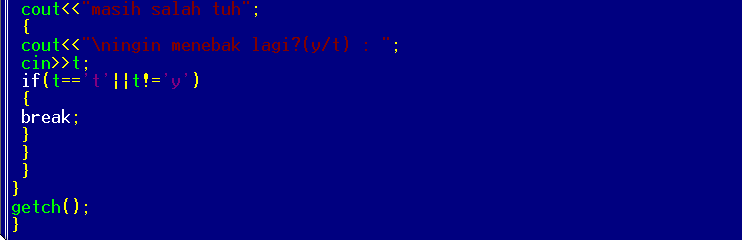 cout<<"masih salah tuh";
{
cout<<"\ningin menebak lagi?(y/t) : ";
cin>>t;
if(t=='t'||t!='y')
{
break;
}
}
}
}
getch();
}